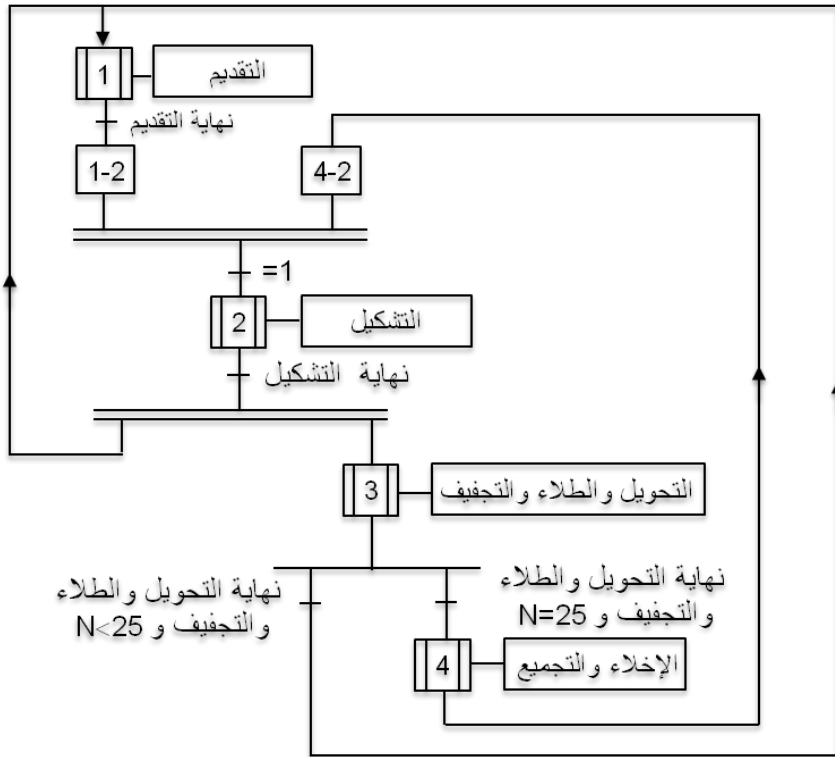 1
التقديم
نهاية التقديم
1-2
4-2
=1
2
التشكيل
نهاية التشكيل
3
التحويل والطلاء والتجفيف
نهاية التحويل والطلاء
والتجفيف و N=25
نهاية التحويل والطلاء
والتجفيف و N<25
4
الإخلاء والتجميع